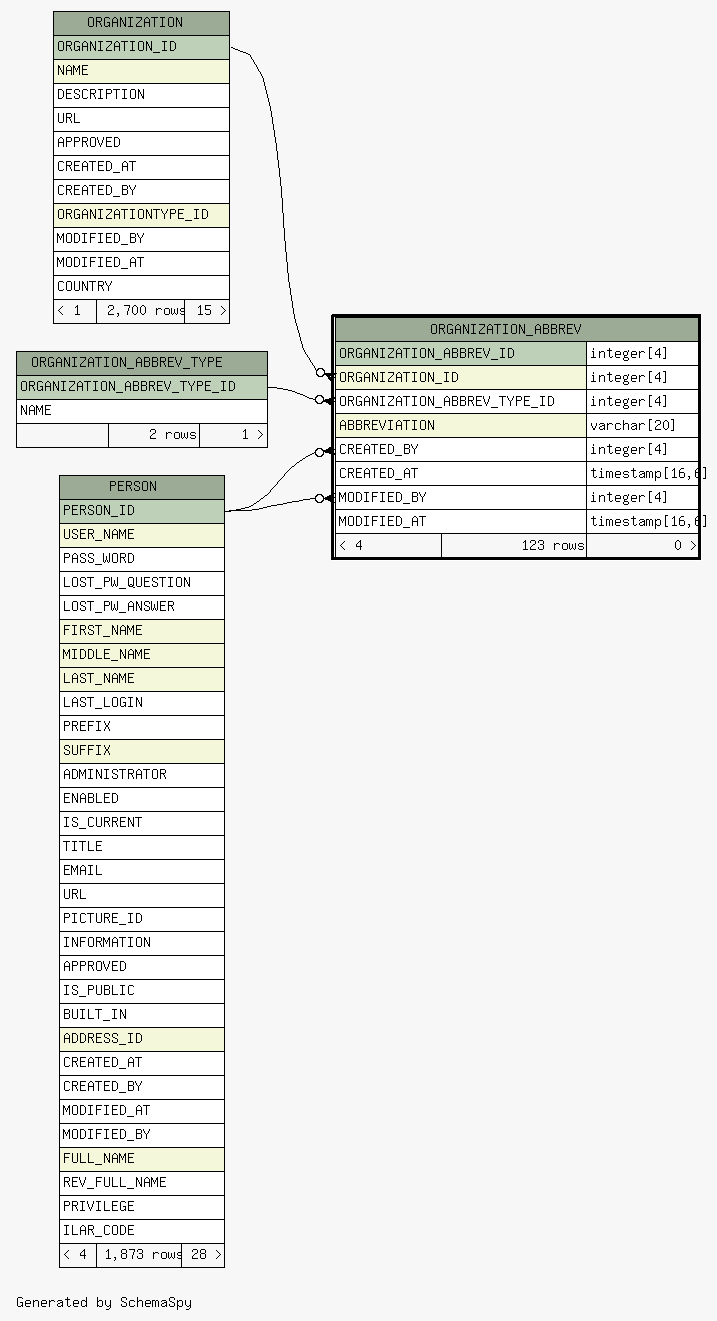 ORGANIZATION
ORGANIZATION_ID
NAME
DESCRIPTION
URL
APPROVED
CREATED_AT
CREATED_BY
ORGANIZATIONTYPE_ID
MODIFIED_BY
MODIFIED_AT
COUNTRY
< 1 2,700 rows 15 >
ORGANIZATION_ABBREV_TYPE
ORGANIZATION_ABBREV_TYPE_ID
NAME
2 rows 1 >
ORGANIZATION_ABBREV
ORGANIZATION_ABBREV_ID integer[4]
ORGANIZATION_ID integer[4]
ORGANIZATION_ABBREV_TYPE_ID integer[4]
ABBREVIATION varchar[20]
CREATED_BY integer[4]
CREATED_AT timestamp[16,6]
MODIFIED_BY integer[4]
MODIFIED_AT timestamp[16,6]
< 4 123 rows 0 >
PERSON
PERSON_ID
USER_NAME
PASS_WORD
LOST_PW_QUESTION
LOST_PW_ANSWER
FIRST_NAME
MIDDLE_NAME
LAST_NAME
LAST_LOGIN
PREFIX
SUFFIX
ADMINISTRATOR
ENABLED
IS_CURRENT
TITLE
EMAIL
URL
PICTURE_ID
INFORMATION
APPROVED
IS_PUBLIC
BUILT_IN
ADDRESS_ID
CREATED_AT
CREATED_BY
MODIFIED_AT
MODIFIED_BY
FULL_NAME
REV_FULL_NAME
PRIVILEGE
ILAR_CODE
< 4 1,873 rows 28 >
Generated by SchemaSpy